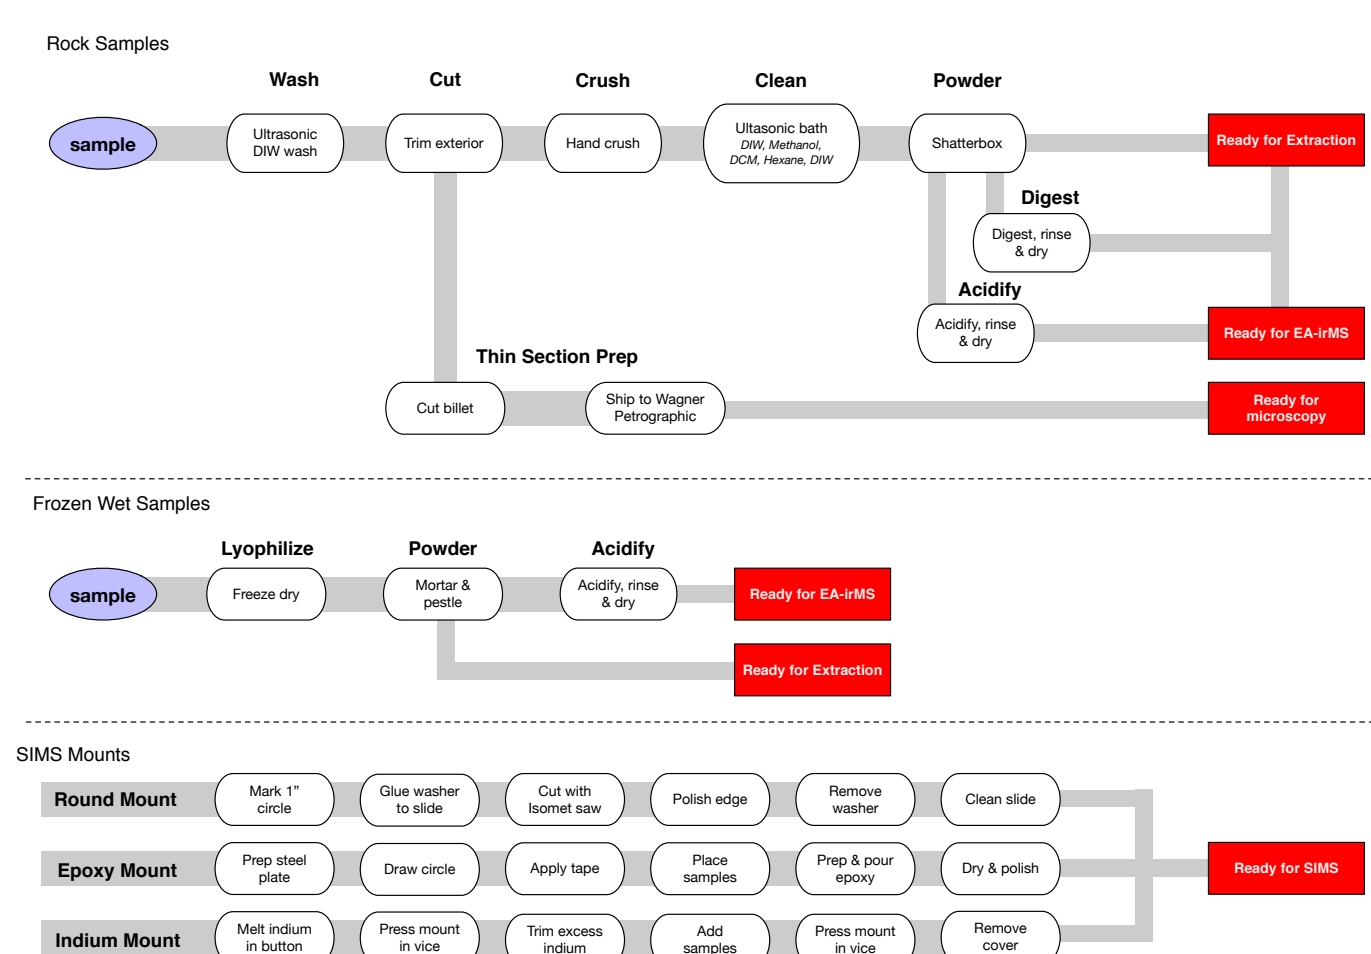 Rock Samples
Wash
Cut
Crush
Clean
Powder
sample
Ultrasonic
DIW wash
Trim exterior
Hand crush
Ultasonic bath
DIW, Methanol,
DCM, Hexane, DIW
Shatterbox
Ready for Extraction
Digest
Digest, rinse
& dry
Acidify
Acidify, rinse
& dry
Ready for EA-irMS
Thin Section Prep
Cut billet
Ship to Wagner
Petrographic
Ready for
microscopy
Frozen Wet Samples
Lyophilize
Powder
Acidify
sample
Freeze dry
Mortar &
pestle
Acidify, rinse
& dry
Ready for EA-irMS
Ready for Extraction
SIMS Mounts
Round Mount
Mark 1”
circle
Glue washer
to slide
Cut with
Isomet saw
Polish edge
Remove
washer
Clean slide
Epoxy Mount
Prep steel
plate
Draw circle
Apply tape
Place
samples
Prep & pour
epoxy
Dry & polish
Ready for SIMS
Indium Mount
Melt indium
in button
Press mount
in vice
Trim excess
indium
Add
samples
Press mount
in vice
Remove
cover